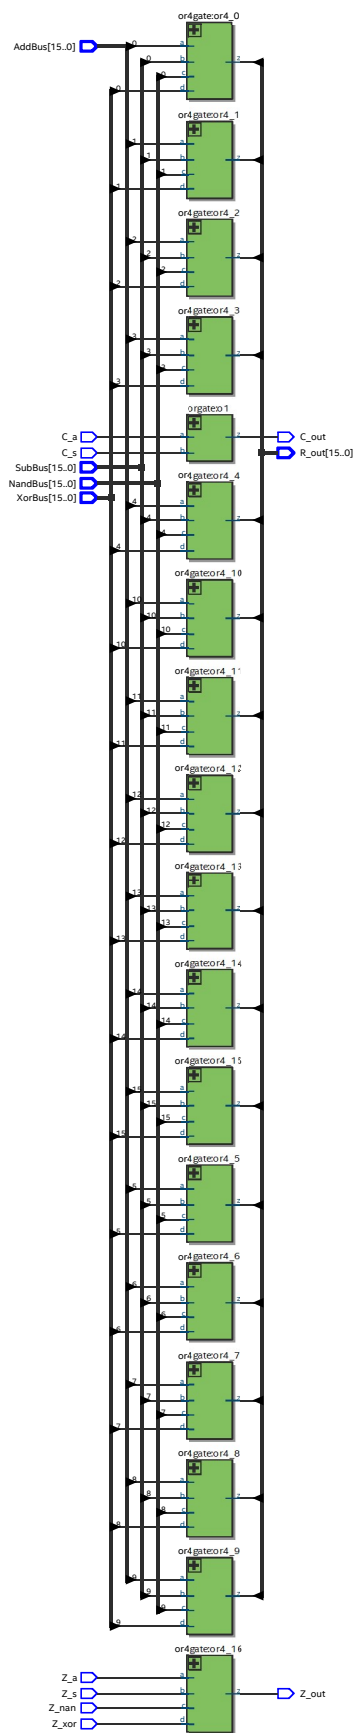 or4gate:or4_0
AddBus[15..0] 0 a
0 b z
0 c
0 d
or4gate:or4_1
1 a
1 b z
1 c
1 d
or4gate:or4_2
2 a
2 b z
2 c
2 d
or4gate:or4_3
3 a
3 b z
3 c
3 d
orgate:o1
C_a a z C_out
C_s b R_out[15..0]
SubBus[15..0]
or4gate:or4_4
NandBus[15..0]
XorBus[15..0]
4 a
4 b z
4 c
4 d
or4gate:or4_10
10 a
10 b z
10 c
10 d
or4gate:or4_11
11 a
11 b z
11 c
11 d
or4gate:or4_12
12 a
12 b z
12 c
12 d
or4gate:or4_13
13 a
13 b z
13 c
13 d
or4gate:or4_14
14 a
14 b z
14 c
14 d
or4gate:or4_15
15 a
15 b z
15 c
15 d
or4gate:or4_5
5 a
5 b z
5 c
5 d
or4gate:or4_6
6 a
6 b z
6 c
6 d
or4gate:or4_7
7 a
7 b z
7 c
7 d
or4gate:or4_8
8 a
8 b z
8 c
8 d
or4gate:or4_9
9 a
9 b z
9 c
9 d
or4gate:or4_16
Z_a a
Z_s b z Z_out
Z_nan c
Z_xor d